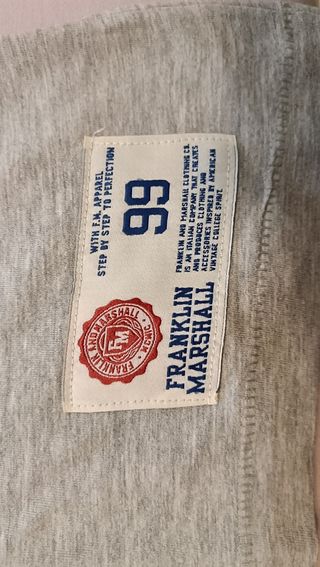 FRANKLIN AND MARSHALL • FRANKLIN
FM
WITH F.M. APPAREL
STEP BY STEP TO PERFECTION
99
FRANKLIN AND MARSHALL CLOTHING CO.
IS AN ITALIAN COMPANY THAT CREATES
AND PRODUCES CLOTHING AND
ACCESSORIES INSPIRED BY AMERICAN
VINTAGE COLLEGE
FRANKLIN
MARSHALL